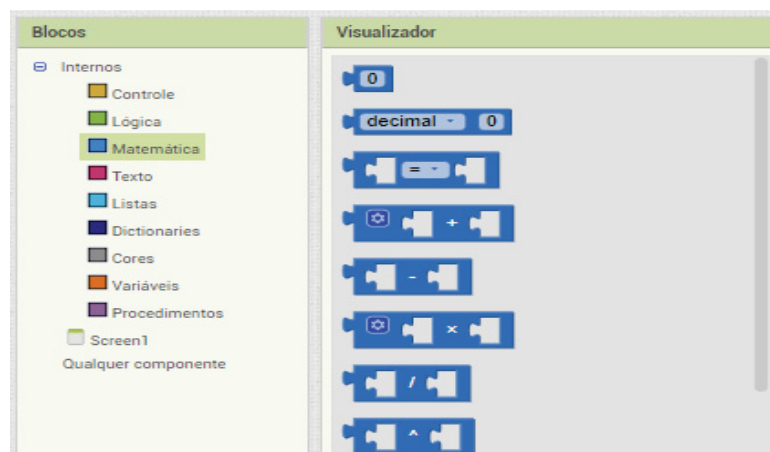 Blocos
Internos
Controle
Lógica
Matemática
Texto
Listas
Dictionaries
Cores
Variáveis
Procedimentos
Screen1
Qualquer componente
Visualizador
0
decimal 0
=
+
-
×
/
^